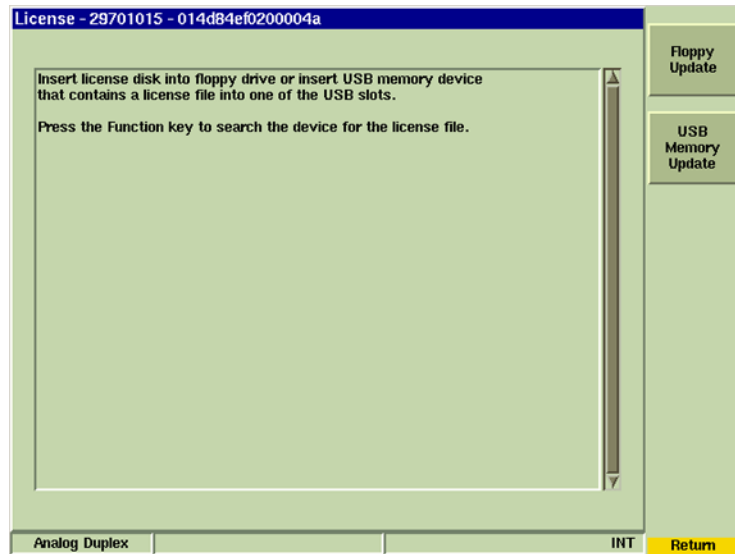 License - 29701015 - 014d84ef0200004a
Insert license disk into floppy drive or insert USB memory device
that contains a license file into one of the USB slots.
Press the Function key to search the device for the license file.
Floppy
Update
USB
Memory
Update
Analog Duplex
INT
Return